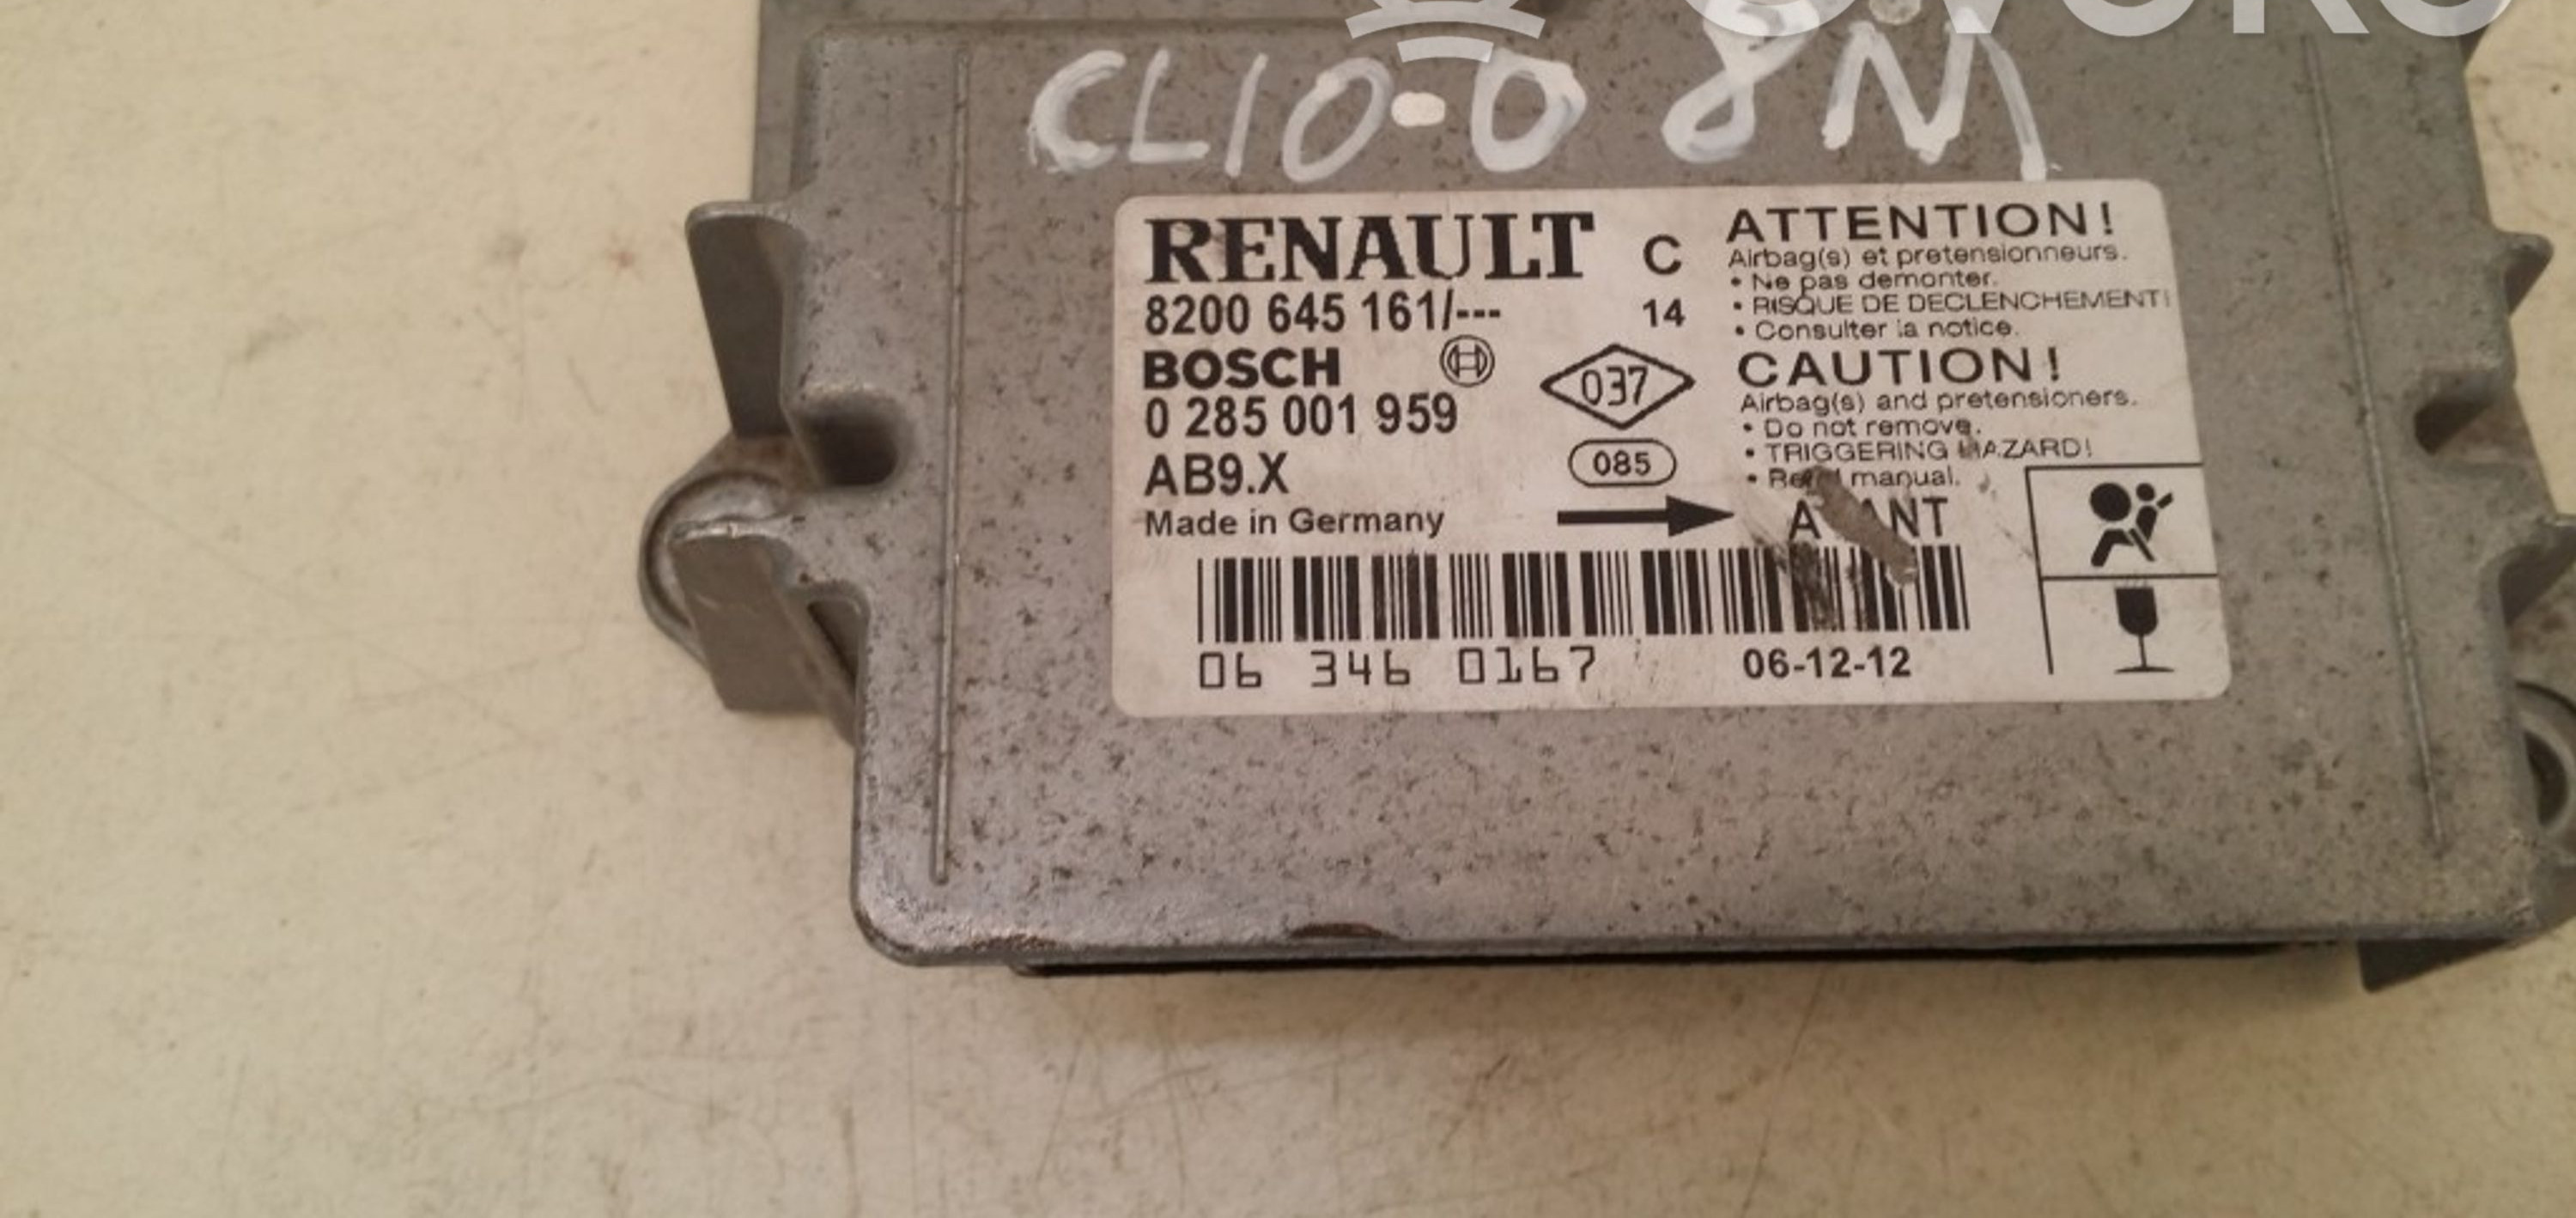 CLIO-08M
RENAULT C
8200 645 161/--- 14
BOSCH
0 285 001 959
AB9.X
Made in Germany
037
085
ATTENTION!
Airbag(s) et pretensionneurs.
• Ne pas demonter.
• RISQUE DE DECLENCHEMENT!
• Consulter la notice.
CAUTION!
Airbag(s) and pretensioners.
• Do not remove.
• TRIGGERING HAZARD!
• manual.
06 346 0167 06-12-12